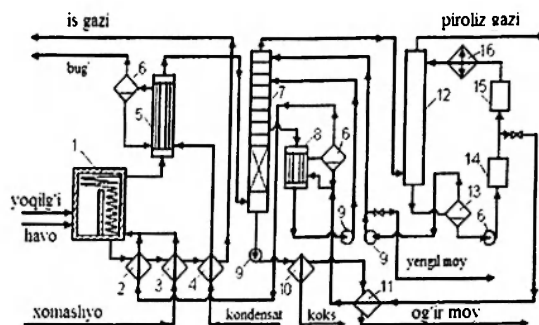 is gazi
piroliz gazi
bug'
6
5
7
8
6
12
16
15
14
13
1
yoqilg'i
havo
2
3
4
9
10
9
9
6
11
yengil moy
xomashyo
kondensat
koks
og'ir moy